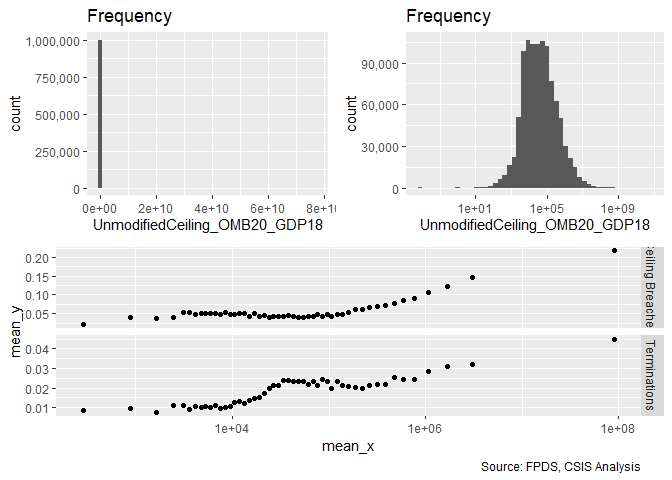 Frequency
count
1,000,000
750,000
500,000
250,000
0
0e+00 2e+10 4e+10 6e+10
UnmodifiedCeiling_OMB20_GDP18
Frequency
count
90,000
60,000
30,000
0
1e+01 1e+05 1e+09
UnmodifiedCeiling_OMB20_GDP18
mean_y
0.20
0.15
0.10
0.05
Ceiling Breache
0.04
0.03
0.02
0.01
Terminations
1e+04 1e+06 1e+08
mean_x
Source: FPDS, CSIS Analysis